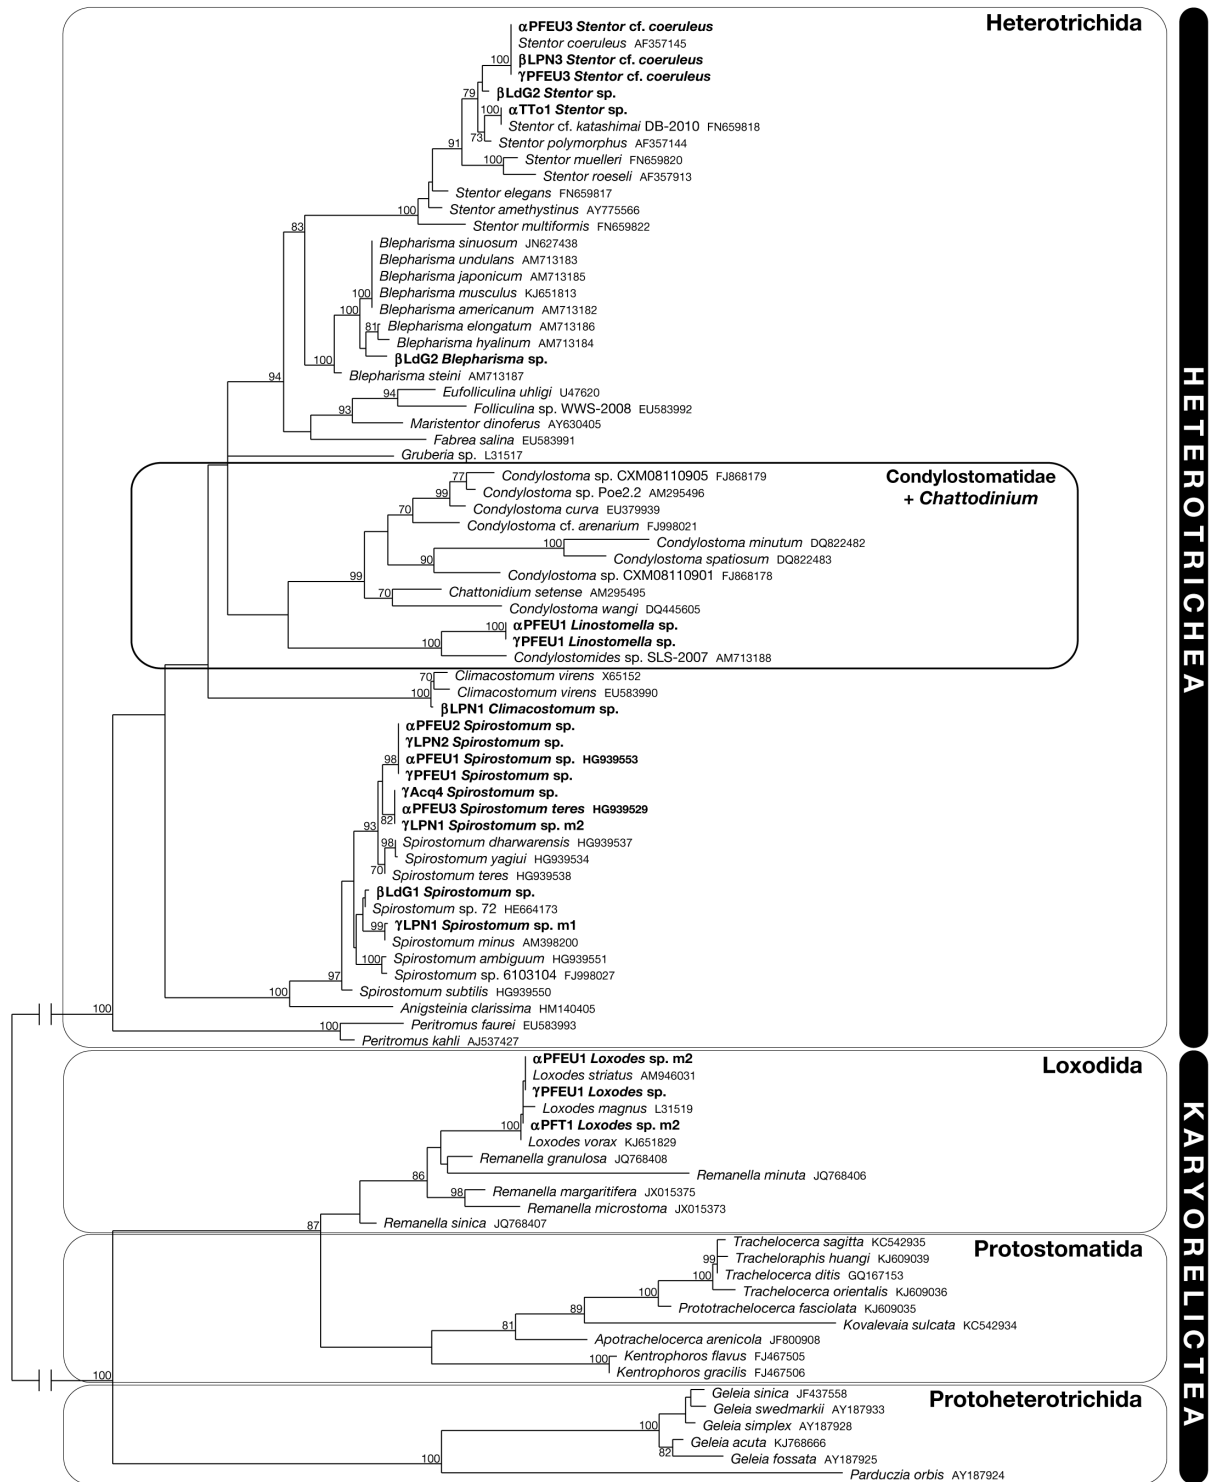 Heterotrichida
αPFEU3 Stentor cf. coeruleus
Stentor coeruleus AF357145
100
βLPN3 Stentor cf. coeruleus
γPFEU3 Stentor cf. coeruleus
79
βLdG2 Stentor sp.
100
αTTo1 Stentor sp.
Stentor cf. katashimai DB-2010 FN659818
73
Stentor polymorphus AF357144
91
100
Stentor muelleri FN659820
Stentor roeseli AF357913
Stentor elegans FN659817
100
Stentor amethystinus AY775566
83
Stentor multiformis FN659822
Blepharisma sinuosum JN627438
Blepharisma undulans AM713183
Blepharisma japonicum AM713185
100
Blepharisma musculus KJ651813
100
Blepharisma americanum AM713182
81
Blepharisma elongatum AM713186
Blepharisma hyalinum AM713184
100
βLdG2 Blepharisma sp.
94
Blepharisma steini AM713187
94
Eufolliculina uhligi U47620
93
Folliculina sp. WWS-2008 EU583992
Maristentor dinoferus AY630405
Fabrea salina EU583991
Gruberia sp. L31517
Condylostomatidae
+ Chattodinium
77
Condylostoma sp. CXM08110905 FJ868179
99
Condylostoma sp. Poe2.2 AM295496
70
Condylostoma curva EU379939
Condylostoma cf. arenarium FJ998021
100
Condylostoma minutum DQ822482
90
Condylostoma spatiosum DQ822483
99
Condylostoma sp. CXM08110901 FJ868178
70
Chattonidium setense AM295495
Condylostoma wangi DQ445605
100
αPFEU1 Linostomella sp.
100
γPFEU1 Linostomella sp.
Condylostomides sp. SLS-2007 AM713188
70
Climacostomum virens X65152
100
Climacostomum virens EU583990
βLPN1 Climacostomum sp.
αPFEU2 Spirostomum sp.
γLPN2 Spirostomum sp.
98
αPFEU1 Spirostomum sp. HG939553
γPFEU1 Spirostomum sp.
γAcq4 Spirostomum sp.
αPFEU3 Spirostomum teres HG939529
93
82
γLPN1 Spirostomum sp. m2
98
Spirostomum dharwarensis HG939537
Spirostomum yagiui HG939534
70
Spirostomum teres HG939538
βLdG1 Spirostomum sp.
Spirostomum sp. 72 HE664173
99
γLPN1 Spirostomum sp. m1
Spirostomum minus AM398200
100
Spirostomum ambiguum HG939551
97
Spirostomum sp. 6103104 FJ998027
100
Spirostomum subtilis HG939550
100
Anigsteinia clarissima HM140405
100
Peritromus faurei EU583993
Peritromus kahli AJ537427
HETEROTRICHEA
Loxodida
αPFEU1 Loxodes sp. m2
Loxodes striatus AM946031
γPFEU1 Loxodes sp.
Loxodes magnus L31519
100
αPFT1 Loxodes sp. m2
Loxodes vorax KJ651829
Remanella granulosa JQ768408
86
Remanella minuta JQ768406
98
Remanella margaritifera JX015375
Remanella microstoma JX015373
87
Remanella sinica JQ768407
Protostomatida
Trachelocerca sagitta KC542935
99
Tracheloraphis huangi KJ609039
100
Trachelocerca ditis GQ167153
100
Trachelocerca orientalis KJ609036
89
Prototrachelocerca fasciolata KJ609035
81
Kovalevaia sulcata KC542934
Apotrachelocerca arenicola JF800908
100
Kentrophoros flavus FJ467505
100
Kentrophoros gracilis FJ467506
Protoheterotrichida
Geleia sinica JF437558
Geleia swedmarkii AY187933
100
Geleia simplex AY187928
Geleia acuta KJ768666
82
100
Geleia fossata AY187925
Parduczia orbis AY187924
KARYORELICTEA